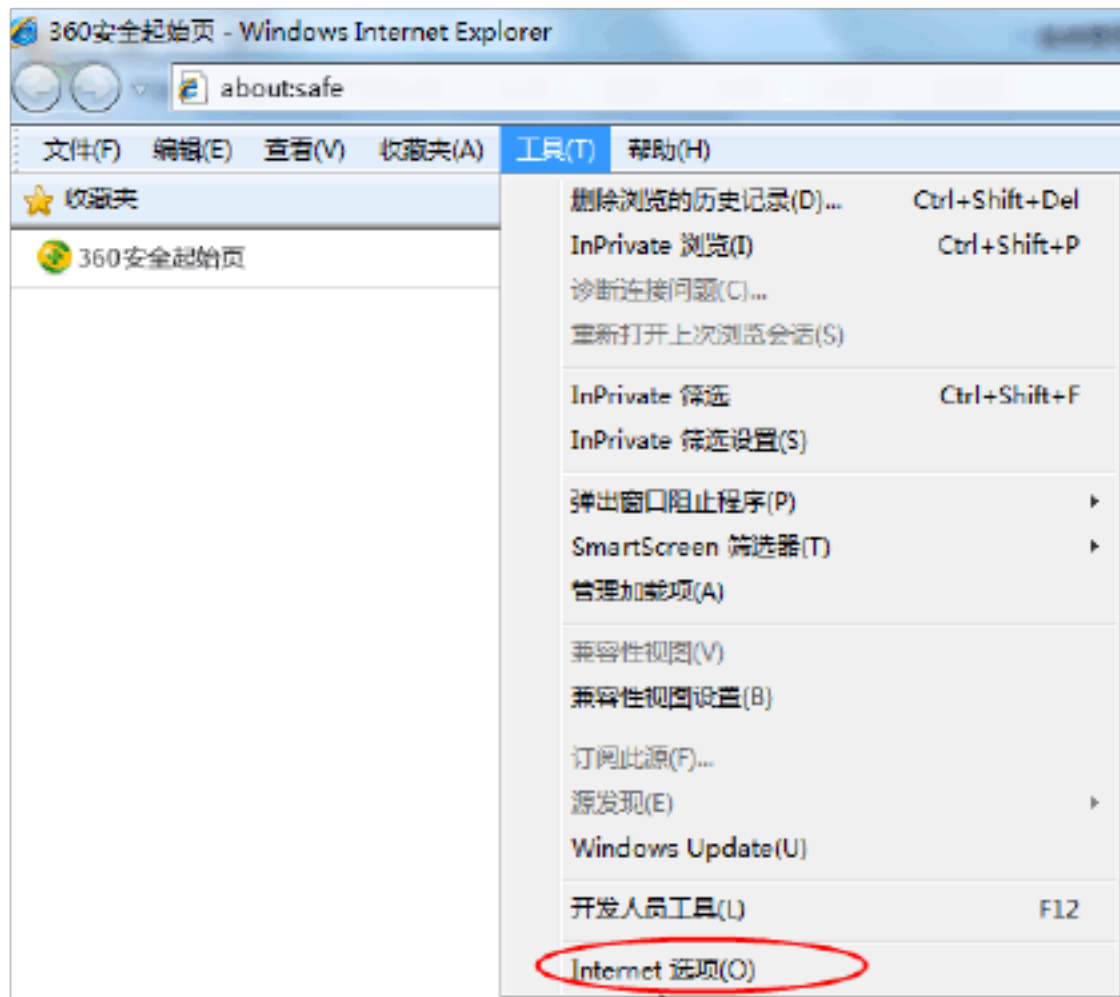 360安全起始页 - Windows Internet Explorer
about:safe
文件(F) 编辑(E) 查看(V) 收藏夹(A) 工具(T) 帮助(H)
收藏夹
360安全起始页
删除浏览的历史记录(D)... Ctrl+Shift+Del
InPrivate 浏览(I) Ctrl+Shift+P
诊断连接问题(C)...
重新打开上次浏览会话(S)
InPrivate 筛选 Ctrl+Shift+F
InPrivate 筛选设置(S)
弹出窗口阻止程序(P)
SmartScreen 筛选器(T)
管理加载项(A)
兼容性视图(V)
兼容性视图设置(B)
订阅此源(F)...
源发现(E)
Windows Update(U)
开发人员工具(L) F12
Internet 选项(O)